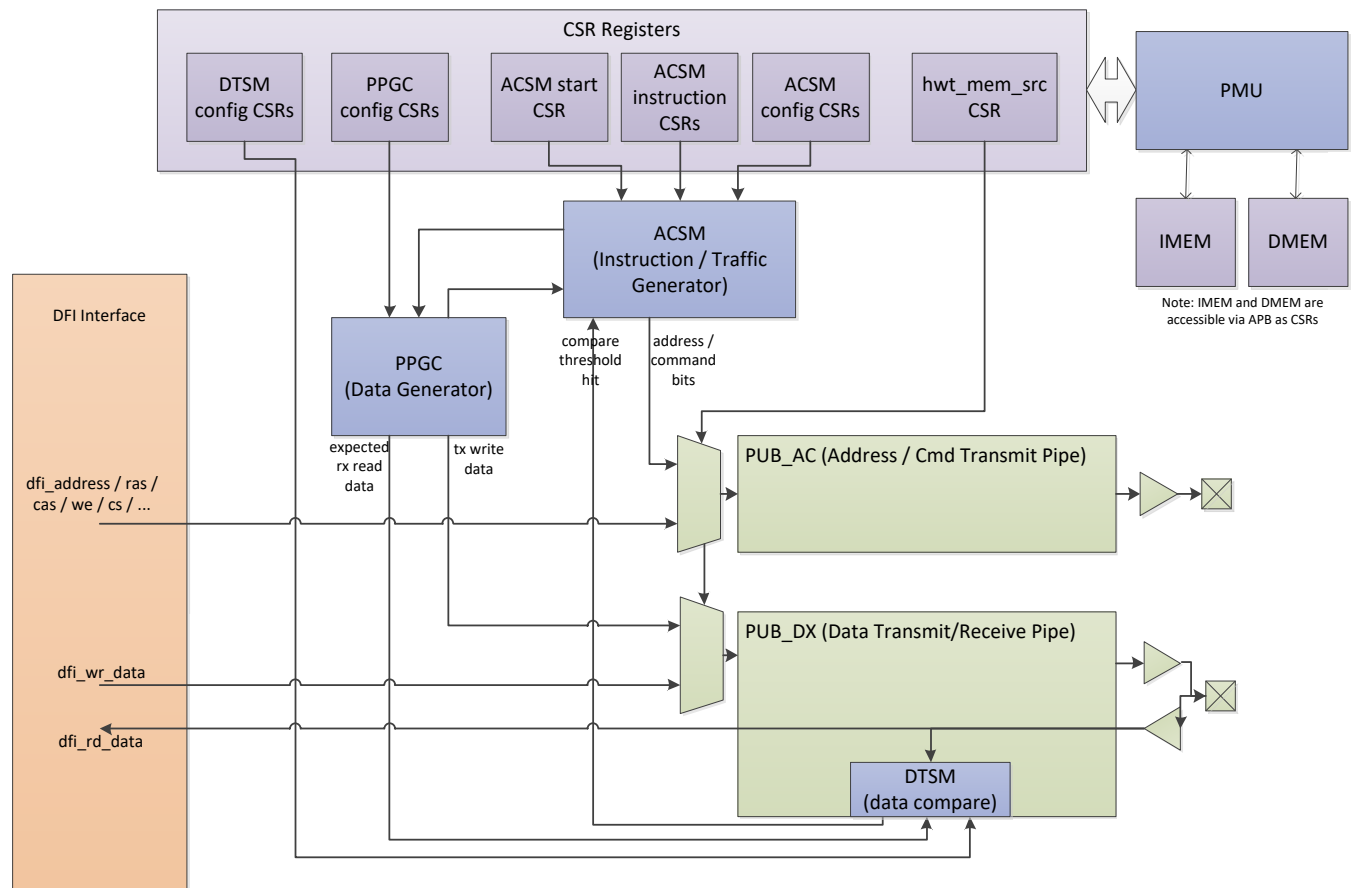 CSR Registers
DTSM
config CSRs
PPGC
config CSRs
ACSM start
CSR
ACSM
instruction
CSRs
ACSM
config CSRs
hwt_mem_src
CSR
PMU
IMEM
DMEM
Note: IMEM and DMEM are
accessible via APB as CSRs
ACSM
(Instruction / Traffic
Generator)
DFI Interface
PPGC
(Data Generator)
compare
threshold
hit
address /
command
bits
expected
rx read
data
tx write
data
PUB_AC (Address / Cmd Transmit Pipe)
dfi_address / ras /
cas / we / cs / ...
PUB_DX (Data Transmit/Receive Pipe)
dfi_wr_data
dfi_rd_data
DTSM
(data compare)